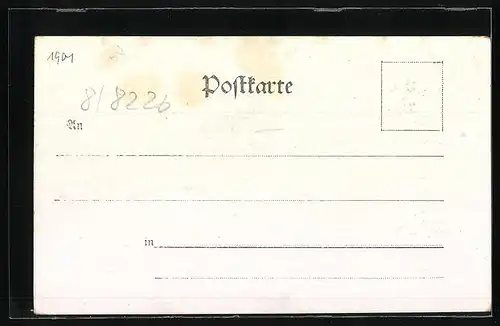 1901
Postkarte
8/8226
An
in